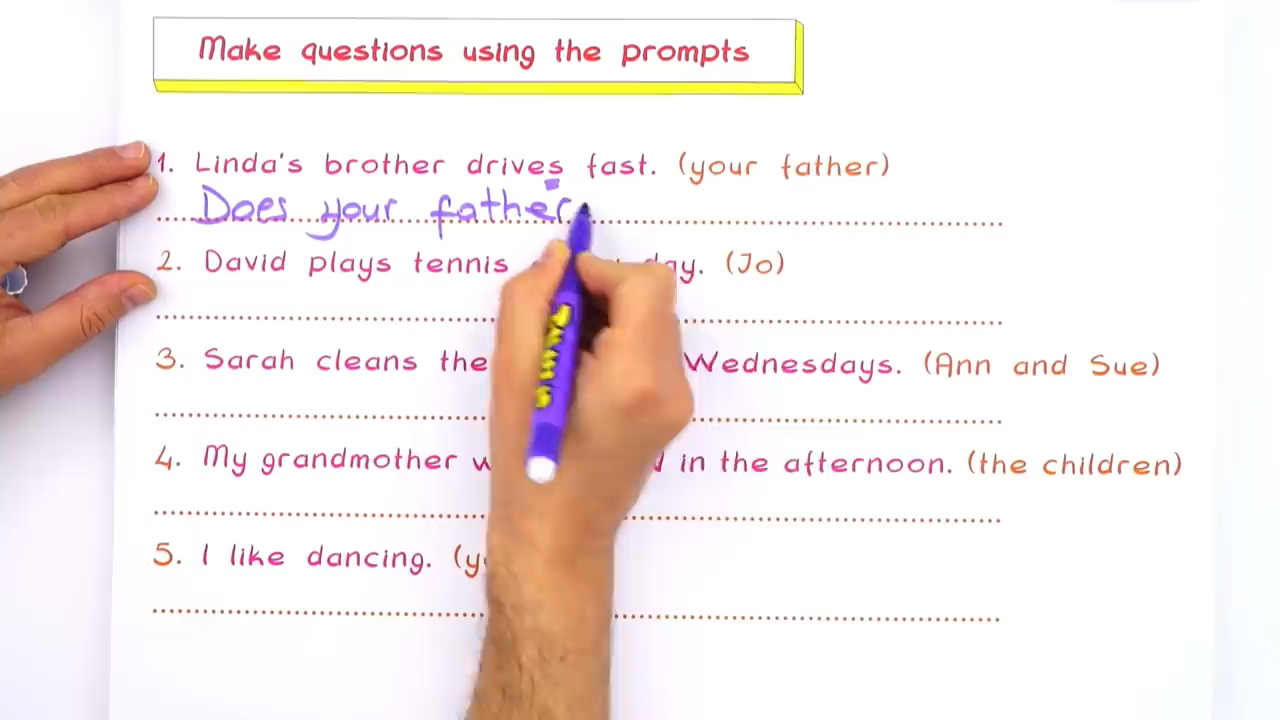 Make questions using the prompts
1. Linda's brother drives fast. (your father)
Does your father
2. David plays tennis day. (Jo)
3. Sarah cleans the Wednesdays. (Ann and Sue)
4. My grandmother in the afternoon. (the children)
5. I like dancing.